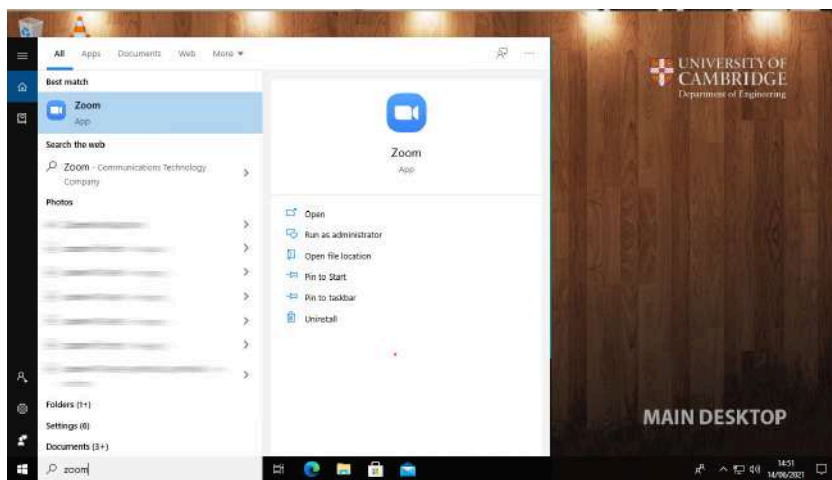 All Apps Documents Web More
Best match
Zoom
App
Search the web
Zoom - Communications Technology
Company
Photos
Folders (1+)
Settings (6)
Documents (3+)
zoom
Zoom
App
Open
Run as administrator
Open file location
Pin to Start
Pin to taskbar
Uninstall
UNIVERSITY OF
CAMBRIDGE
Department of Engineering
MAIN DESKTOP
14:51
14/06/2021